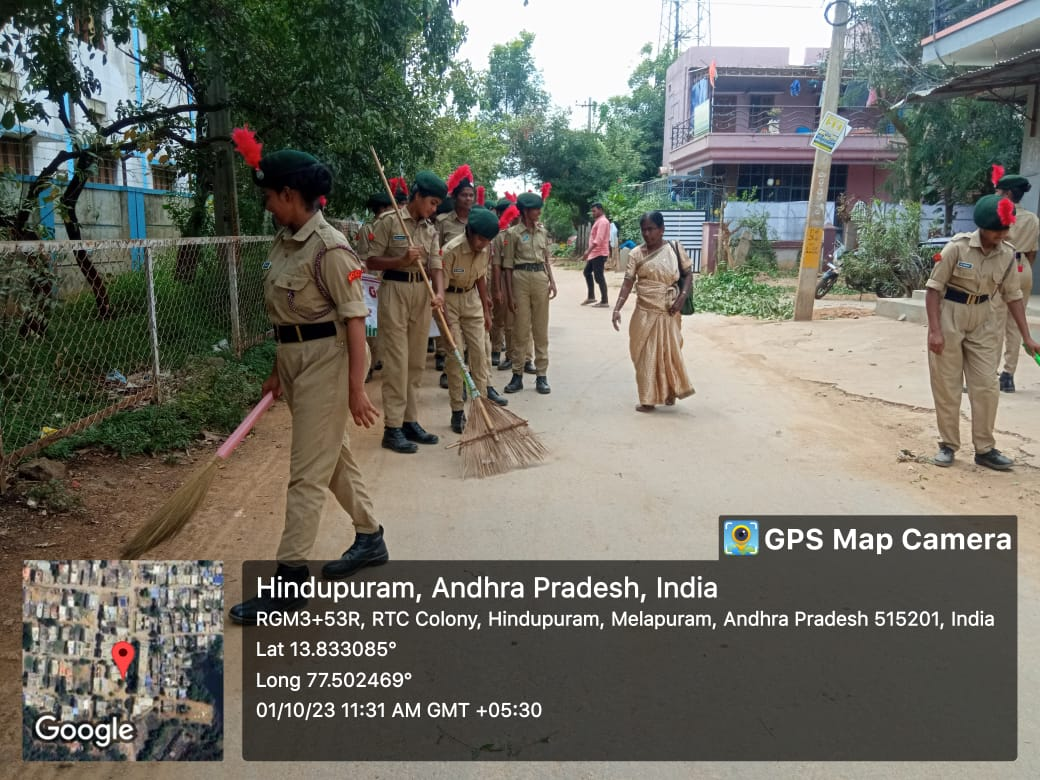 GPS Map Camera
Hindupuram, Andhra Pradesh, India
RGM3+53R, RTC Colony, Hindupuram, Melapuram, Andhra Pradesh 515201, India
Lat 13.833085°
Long 77.502469°
01/10/23 11:31 AM GMT +05:30
Google